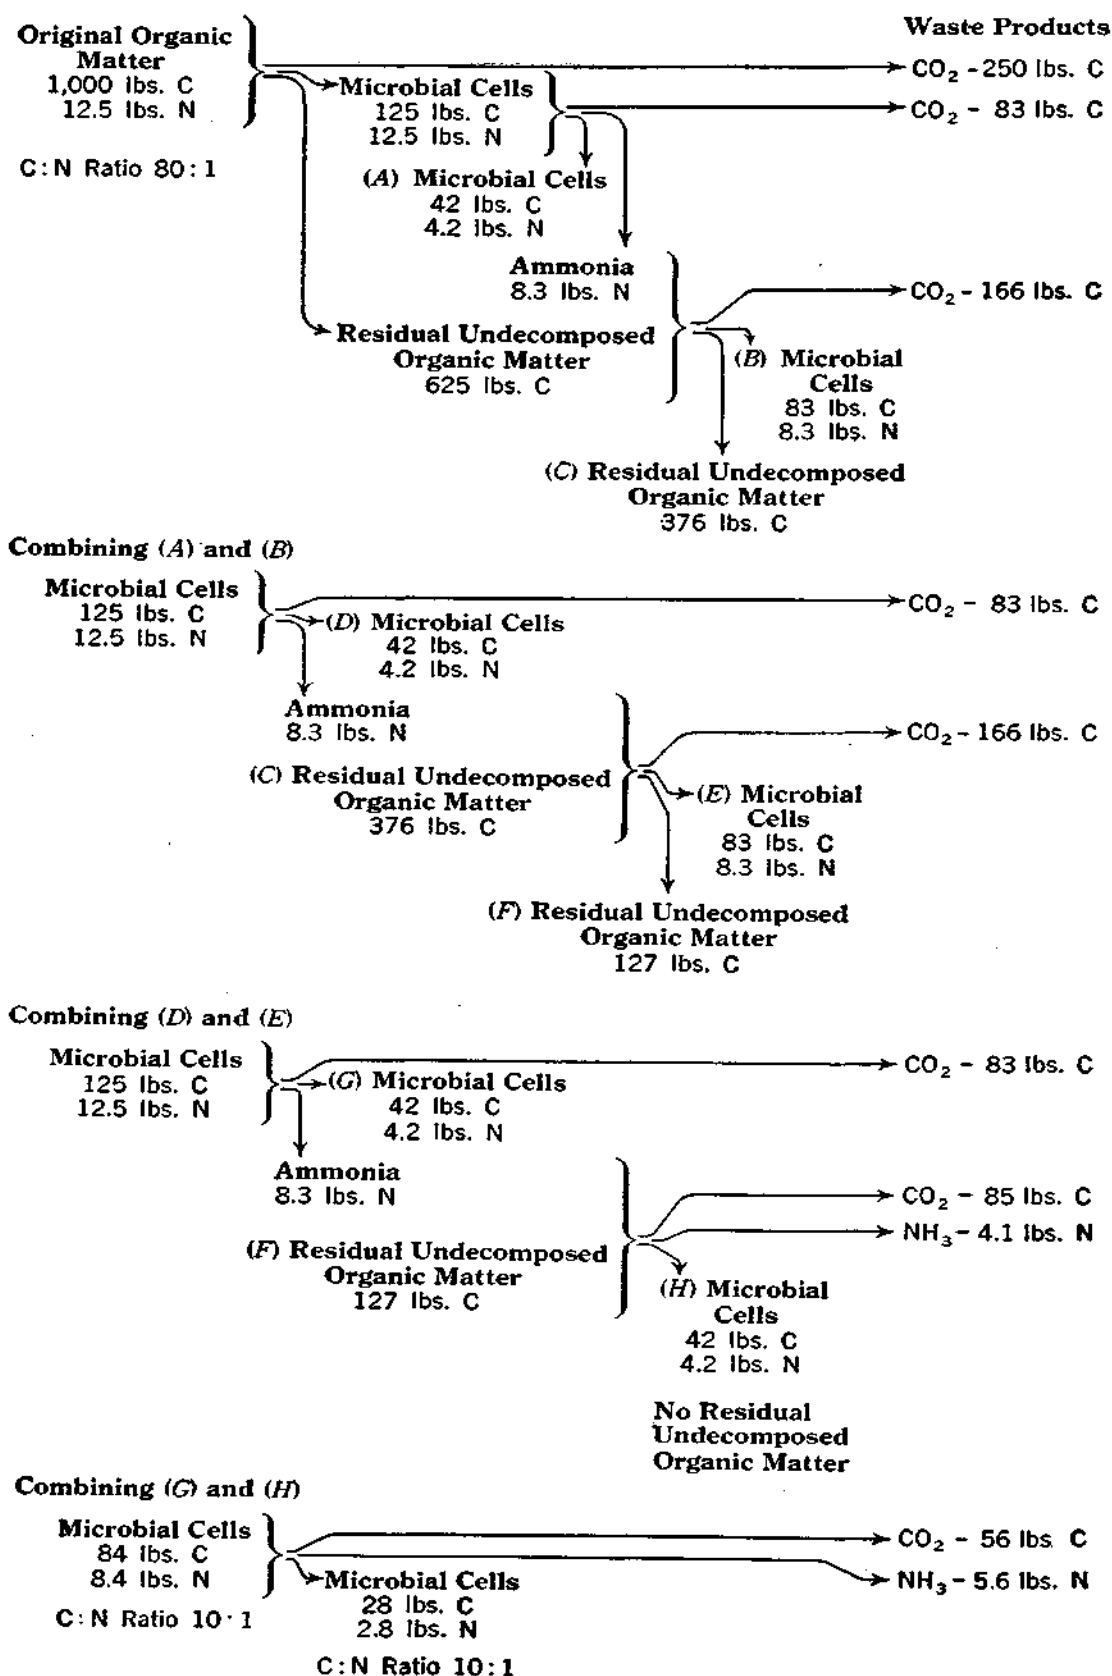 Waste Products
Original Organic
Matter
1,000 lbs. C
12.5 lbs. N
C:N Ratio 80:1
CO₂ - 250 lbs. C
Microbial Cells
125 lbs. C
12.5 lbs. N
CO₂ - 83 lbs. C
(A) Microbial Cells
42 lbs. C
4.2 lbs. N
Ammonia
8.3 lbs. N
CO₂ - 166 lbs. C
Residual Undecomposed
Organic Matter
625 lbs. C
(B) Microbial
Cells
83 lbs. C
8.3 lbs. N
(C) Residual Undecomposed
Organic Matter
376 lbs. C
Combining (A) and (B)
Microbial Cells
125 lbs. C
12.5 lbs. N
CO₂ - 83 lbs. C
(D) Microbial Cells
42 lbs. C
4.2 lbs. N
Ammonia
8.3 lbs. N
CO₂ - 166 lbs. C
(C) Residual Undecomposed
Organic Matter
376 lbs. C
(E) Microbial
Cells
83 lbs. C
8.3 lbs. N
(F) Residual Undecomposed
Organic Matter
127 lbs. C
Combining (D) and (E)
Microbial Cells
125 lbs. C
12.5 lbs. N
CO₂ - 83 lbs. C
(G) Microbial Cells
42 lbs. C
4.2 lbs. N
Ammonia
8.3 lbs. N
CO₂ - 85 lbs. C
NH₃ - 4.1 lbs. N
(F) Residual Undecomposed
Organic Matter
127 lbs. C
(H) Microbial
Cells
42 lbs. C
4.2 lbs. N
No Residual
Undecomposed
Organic Matter
Combining (G) and (H)
Microbial Cells
84 lbs. C
8.4 lbs. N
C:N Ratio 10·1
CO₂ - 56 lbs C
NH₃ - 5.6 lbs. N
Microbial Cells
28 lbs. C
2.8 lbs. N
C:N Ratio 10:1